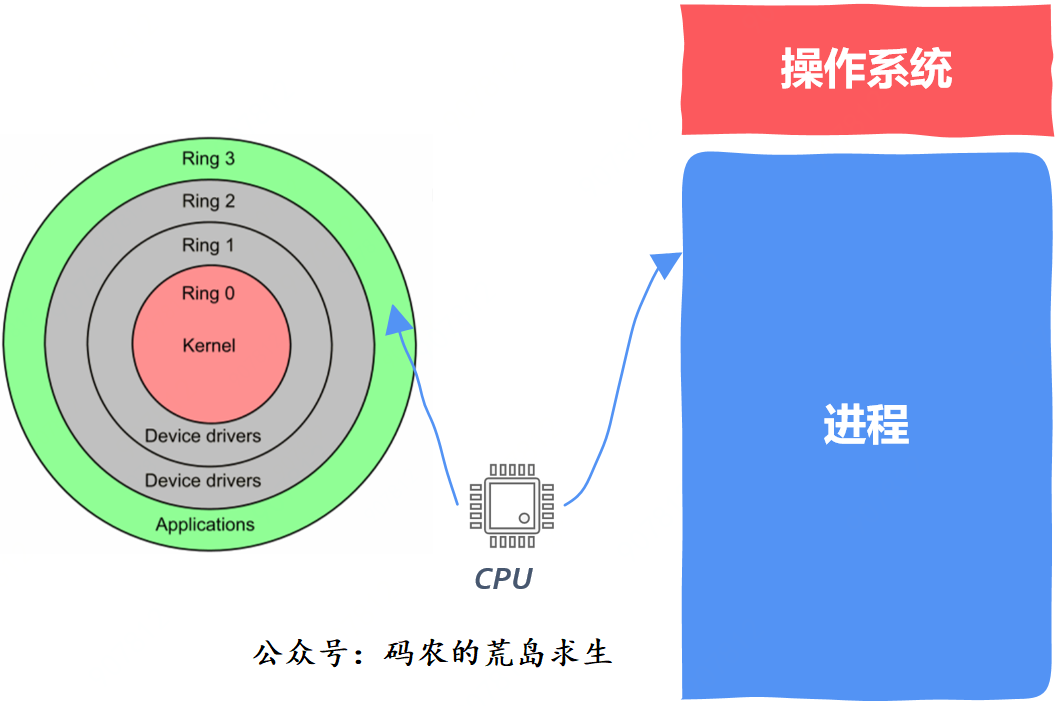 操作系统
Ring 3
Ring 2
Ring 1
Ring 0
Kernel
Device drivers
Device drivers
Applications
进程
CPU
公众号：码农的荒岛求生